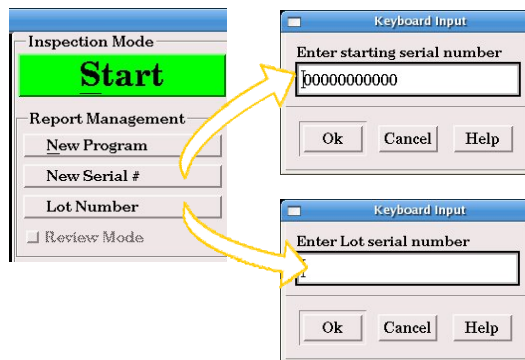 Inspection Mode
Start
Report Management
New Program
New Serial #
Lot Number
Review Mode
Keyboard Input
Enter starting serial number
00000000000
Ok Cancel Help
Keyboard Input
Enter Lot serial number
Ok Cancel Help